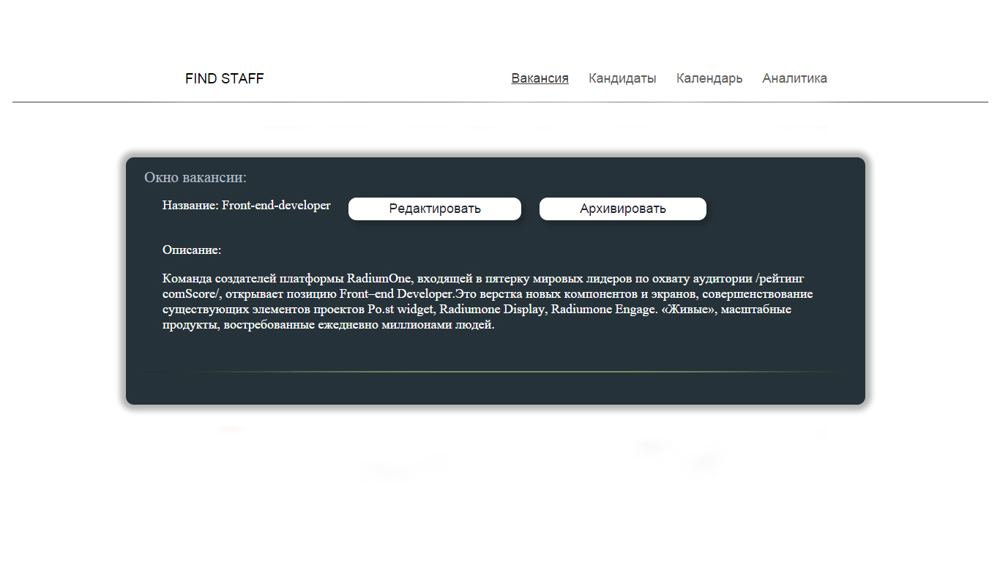 FIND STAFF
Вакансия Кандидаты Календарь Аналитика
Окно вакансии:
Название: Front-end-developer
Редактировать
Архивировать
Описание:
Команда создателей платформы RadiumOne, входящей в пятерку мировых лидеров по охвату аудитории /рейтинг
comScore/, открывает позицию Front–end Developer.Это верстка новых компонентов и экранов, совершенствование
существующих элементов проектов Po.st widget, Radiumone Display, Radiumone Engage. «Живые», масштабные
продукты, востребованные ежедневно миллионами людей.